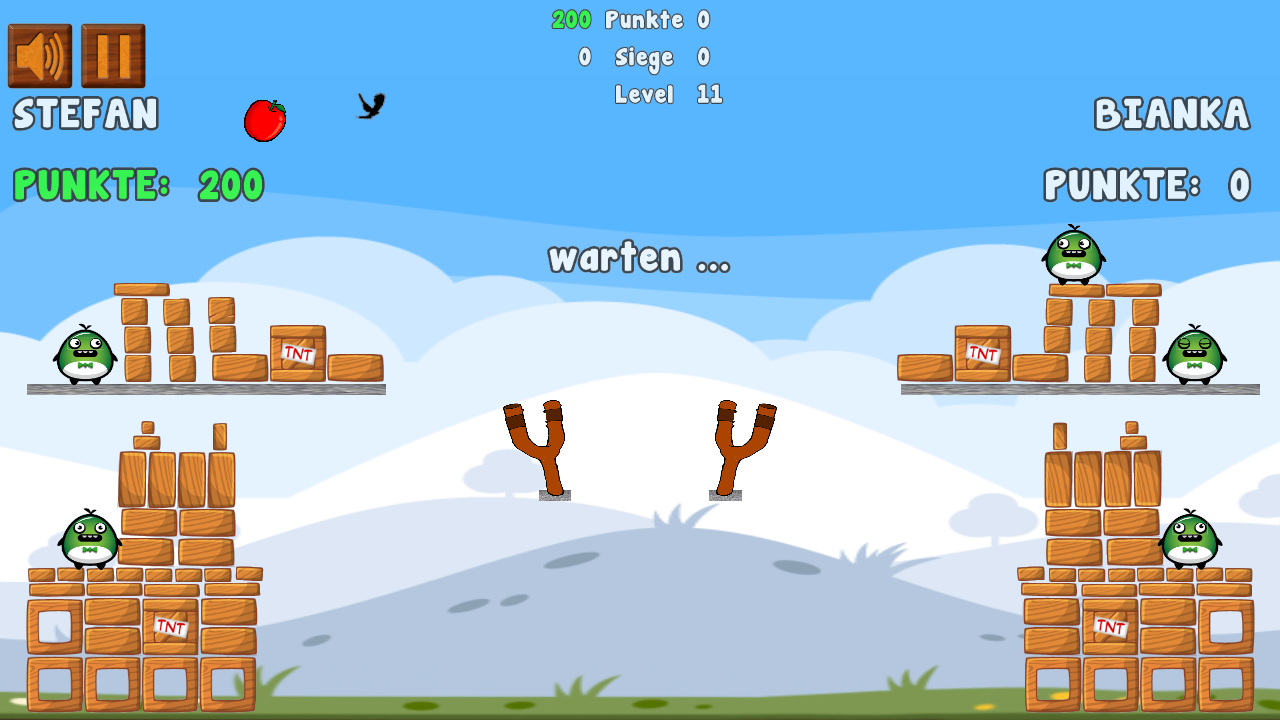 200 Punkte 0
0 Siege 0
Level 11
STEFAN
BIANKA
PUNKTE: 200
PUNKTE: 0
warten ...
TNT
TNT
TNT
TNT